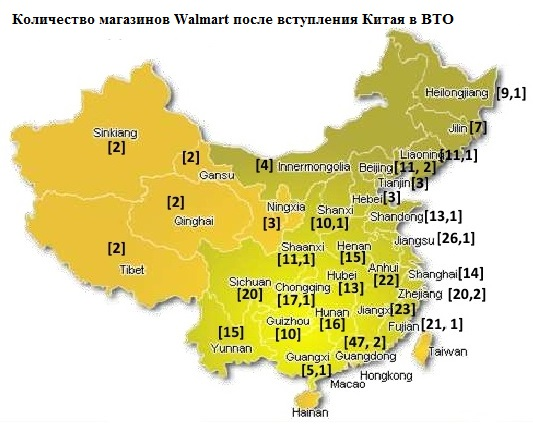 Количество магазинов Walmart после вступления Китая в ВТО
Heilongjiang [9,1]
Jilin [7]
Liaoning [11,1]
Sinkiang
[2]
[2]
Gansu
[4] Innermongolia
Beijing [11, 2]
Tianjin [3]
Hebei [3]
[2]
Qinghai
Ningxia
[3]
Shanxi
[10,1]
Shandong [13,1]
Jiangsu [26,1]
Shaanxi
[11,1]
Henan
[15]
[2]
Tibet
Sichuan
[20]
Chongqing
[17,1]
Hubei
[13]
Anhui
[22]
Shanghai [14]
Zhejiang [20,2]
Hunan
[16]
Jiangxi [23]
Guizhou
[10]
Fujian [21, 1]
[15]
Yunnan
[47, 2]
Guangdong
Guangxi
[5,1]
Taiwan
Hongkong
Macao
Hainan